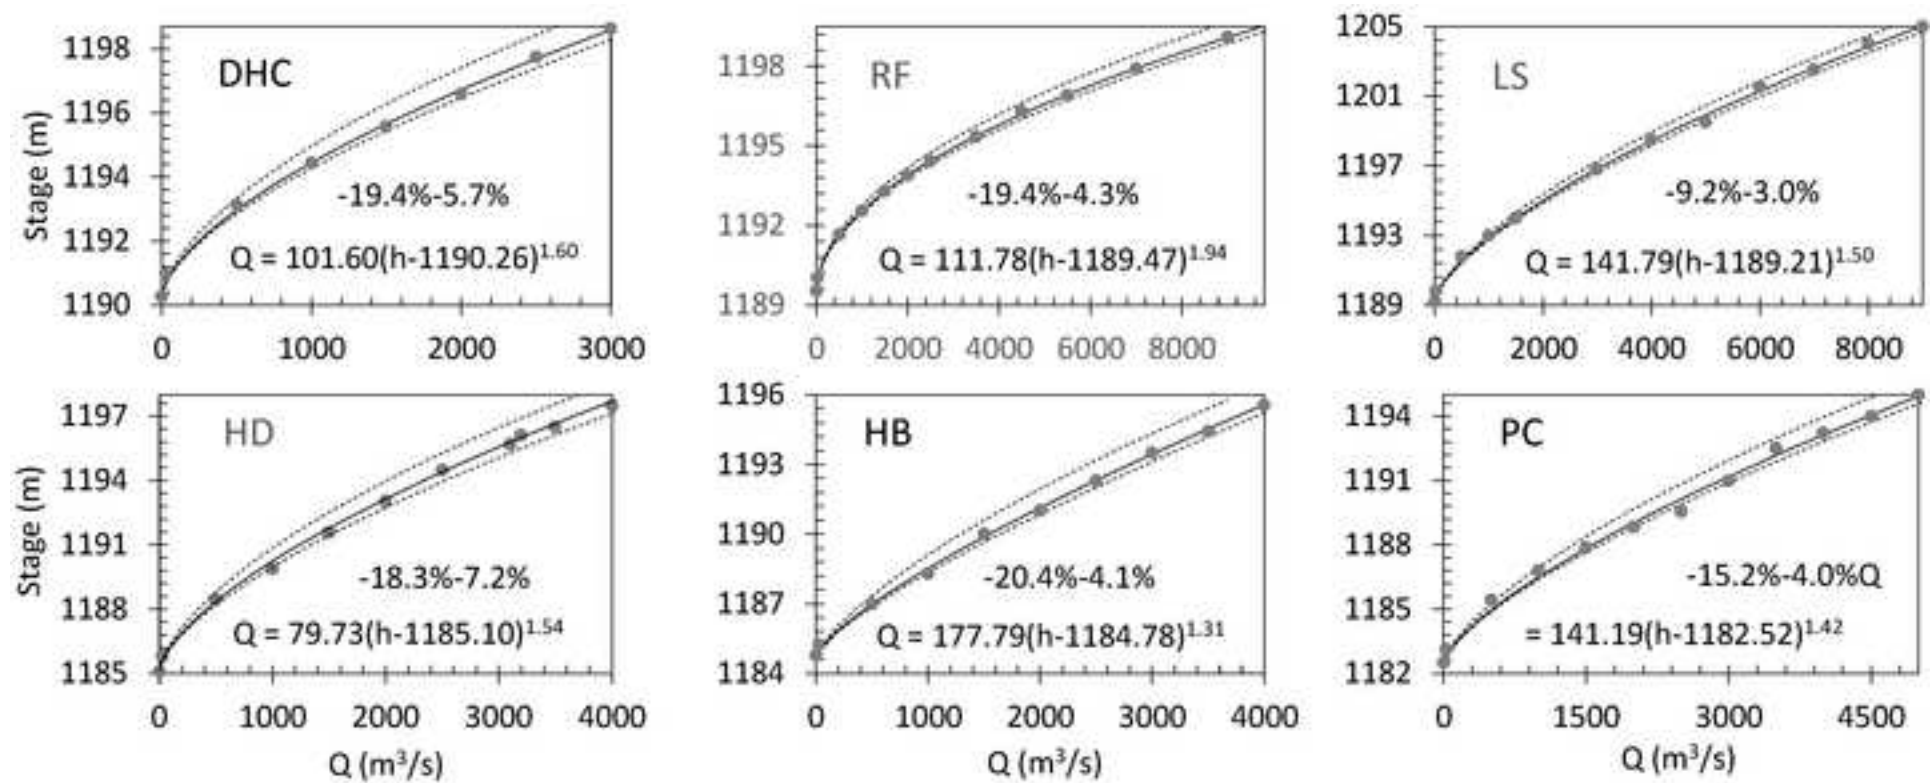 DHC
Stage (m)
1198
1196
1194
1192
1190
-19.4%-5.7%
Q = 101.60(h-1190.26)^1.60
0 1000 2000 3000
RF
1198
1195
1192
1189
-19.4%-4.3%
Q = 111.78(h-1189.47)^1.94
0 2000 4000 6000 8000
LS
1205
1201
1197
1193
1189
-9.2%-3.0%
Q = 141.79(h-1189.21)^1.50
0 2000 4000 6000 8000
HD
Stage (m)
1197
1194
1191
1188
1185
-18.3%-7.2%
Q = 79.73(h-1185.10)^1.54
0 1000 2000 3000 4000
Q (m³/s)
HB
1196
1193
1190
1187
1184
-20.4%-4.1%
Q = 177.79(h-1184.78)^1.31
0 1000 2000 3000 4000
Q (m³/s)
PC
1194
1191
1188
1185
1182
-15.2%-4.0%Q
= 141.19(h-1182.52)^1.42
0 1500 3000 4500
Q (m³/s)